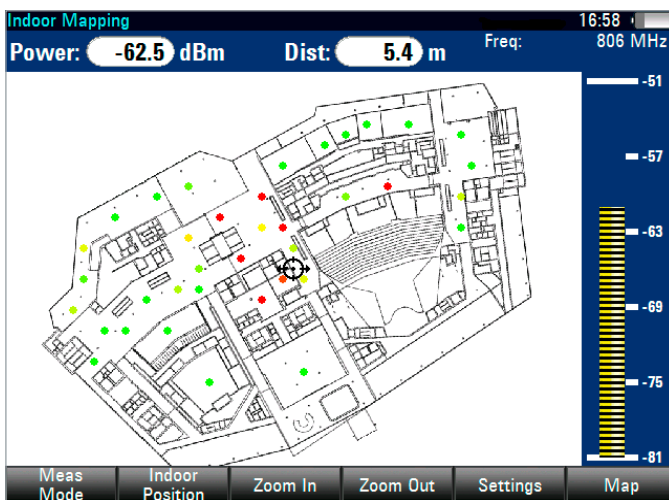 Indoor Mapping 16:58
Power: -62.5 dBm Dist: 5.4 m Freq: 806 MHz
-51
-57
-63
-69
-75
-81
Meas Mode
Indoor Position
Zoom In
Zoom Out
Settings
Map